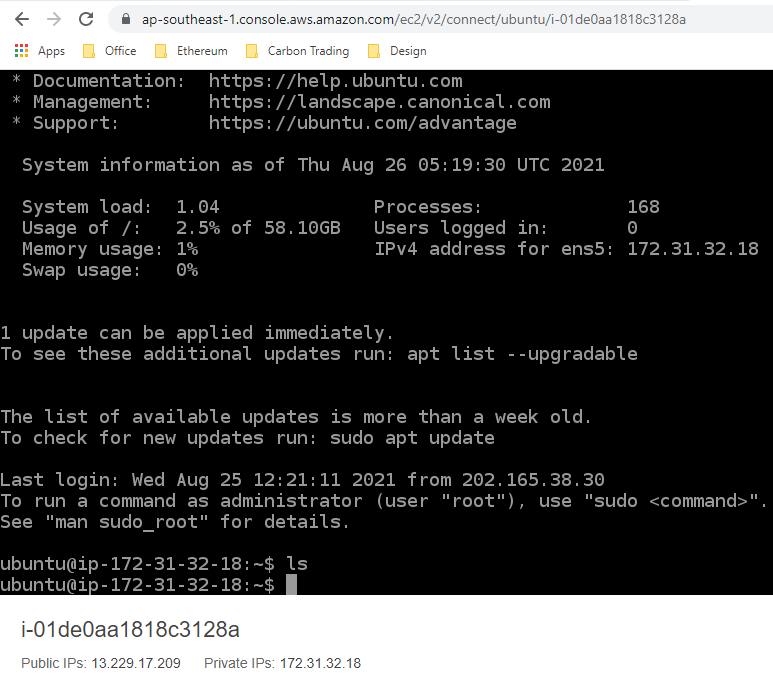 ap-southeast-1.console.aws.amazon.com/ec2/v2/connect/ubuntu/i-01de0aa1818c3128a
Apps Office Ethereum Carbon Trading Design
* Documentation: https://help.ubuntu.com
* Management: https://landscape.canonical.com
* Support: https://ubuntu.com/advantage
System information as of Thu Aug 26 05:19:30 UTC 2021
System load: 1.04 Processes: 168
Usage of /: 2.5% of 58.10GB Users logged in: 0
Memory usage: 1% IPv4 address for ens5: 172.31.32.18
Swap usage: 0%
1 update can be applied immediately.
To see these additional updates run: apt list --upgradable
The list of available updates is more than a week old.
To check for new updates run: sudo apt update
Last login: Wed Aug 25 12:21:11 2021 from 202.165.38.30
To run a command as administrator (user "root"), use "sudo <command>".
See "man sudo_root" for details.
ubuntu@ip-172-31-32-18:~$ ls
ubuntu@ip-172-31-32-18:~$
i-01de0aa1818c3128a
Public IPs: 13.229.17.209 Private IPs: 172.31.32.18